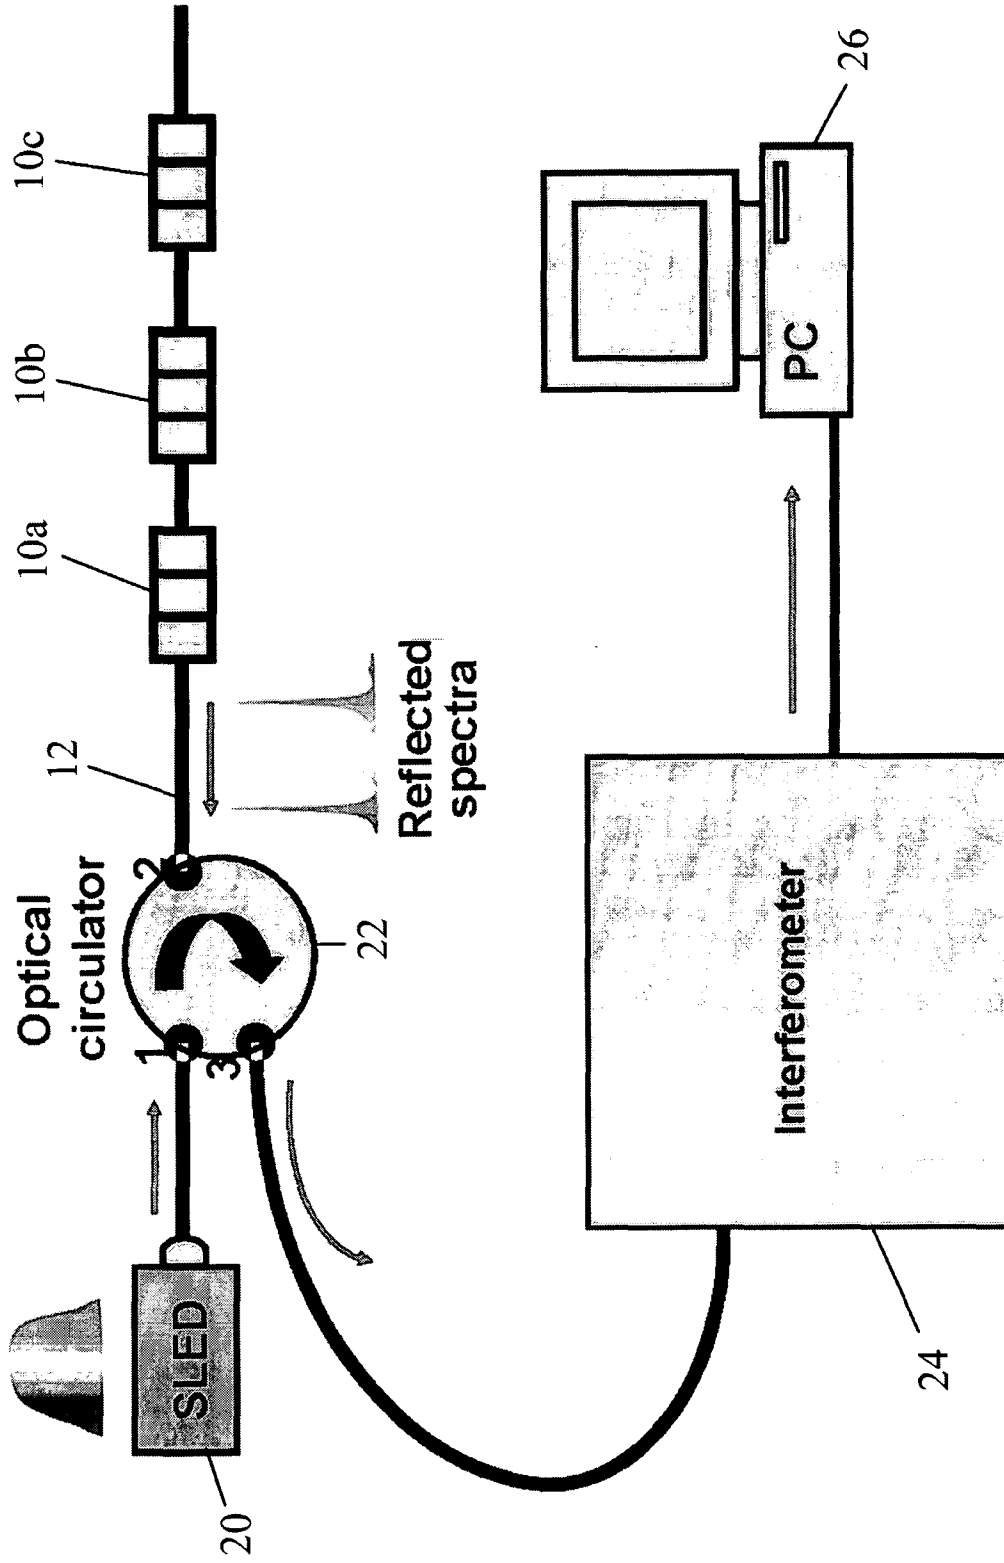 10a
10b
10c
12
Optical
circulator
1
2
3
22
SLED
20
Reflected
spectra
Interferometer
24
PC
26